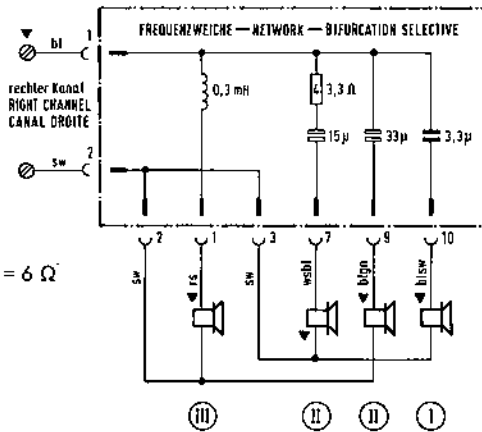 FREQUENZWEICHE — NETWORK — BIFURCATION SELECTIVE
1
bl
rechter Kanal
RIGHT CHANNEL
CANAL DROITE
0,3 mH
3,3 Ω
15µ
33µ
3,3µ
2
sw
2 1 3 7 9 10
sw rs sw wsbl blgn blsw
= 6 Ω
III II II I